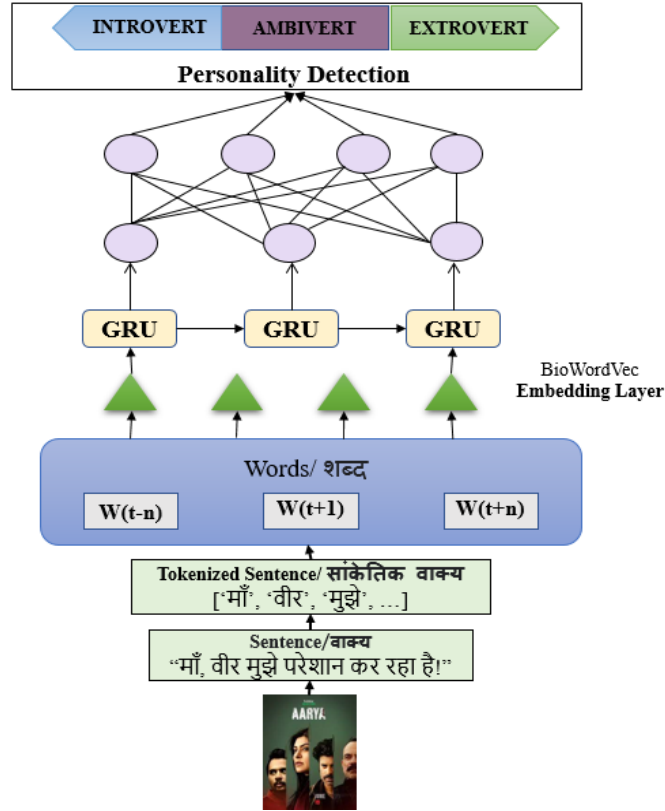 INTROVERT AMBIVERT EXTROVERT
Personality Detection
GRU GRU GRU
BioWordVec
Embedding Layer
Words/ शब्द
W(t-n) W(t+1) W(t+n)
Tokenized Sentence/ सांकेतिक वाक्य
[‘माँ’, ‘वीर’, ‘मुझे’, ...]
Sentence/वाक्य
“माँ, वीर मुझे परेशान कर रहा है!”
AARYA